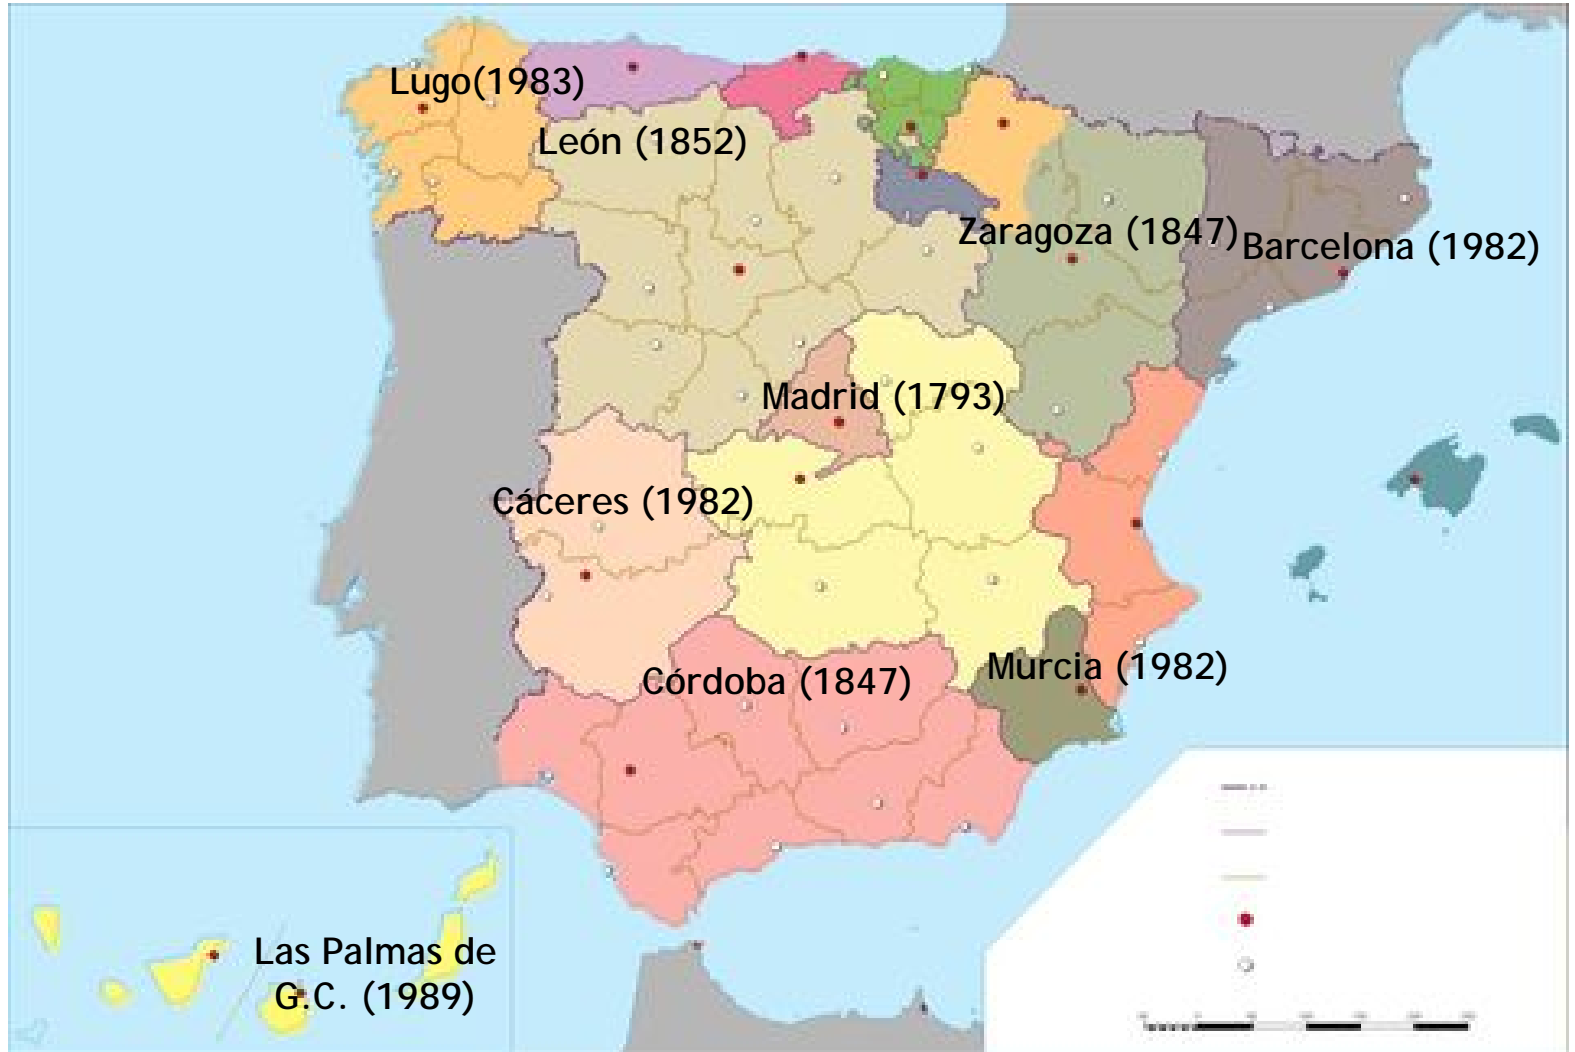 Lugo(1983)
León (1852)
Zaragoza (1847)
Barcelona (1982)
Madrid (1793)
Cáceres (1982)
Córdoba (1847)
Murcia (1982)
Las Palmas de
G.C. (1989)